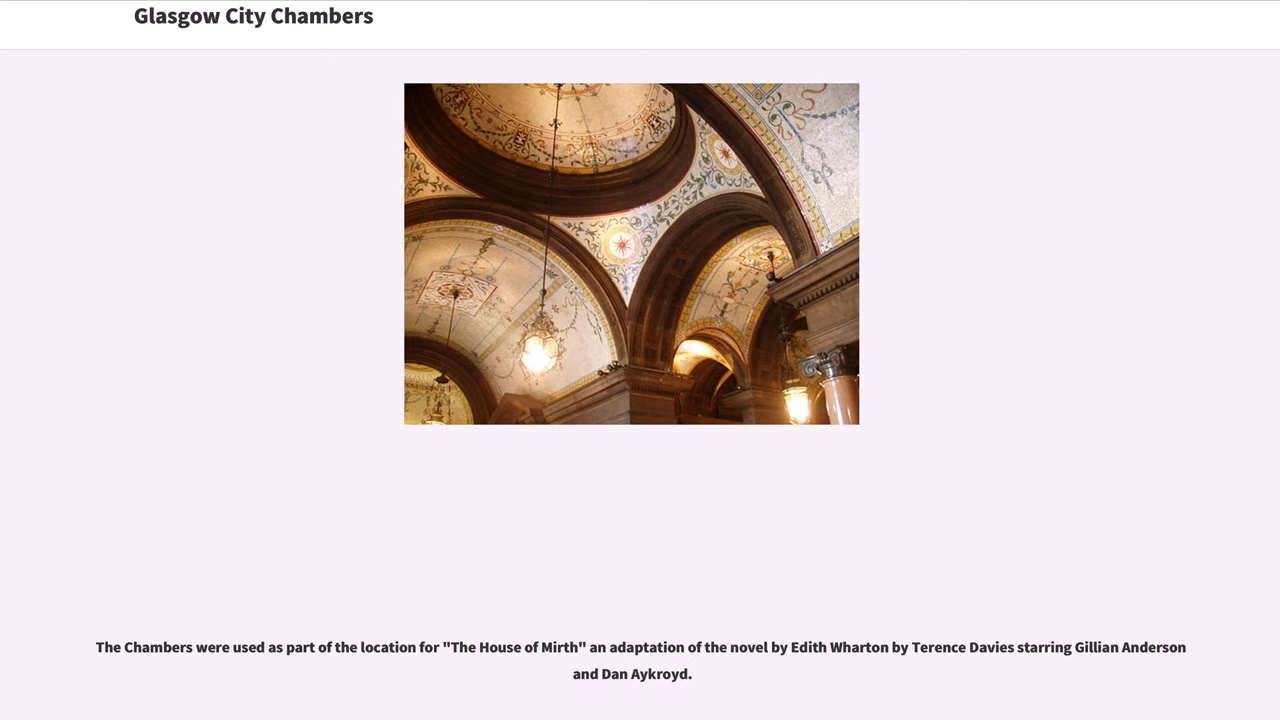 Glasgow City Chambers
The Chambers were used as part of the location for "The House of Mirth" an adaptation of the novel by Edith Wharton by Terence Davies starring Gillian Anderson
and Dan Aykroyd.